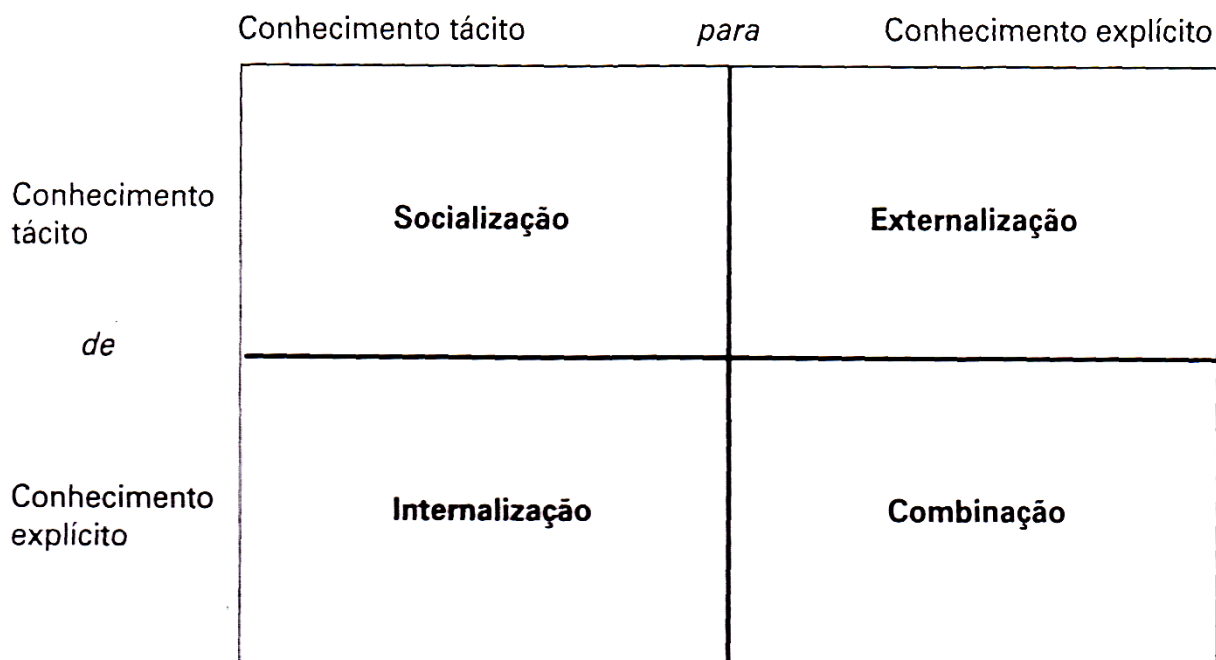 Conhecimento tácito para Conhecimento explícito
Conhecimento
tácito
Socialização Externalização
de
Conhecimento
explícito
Internalização Combinação